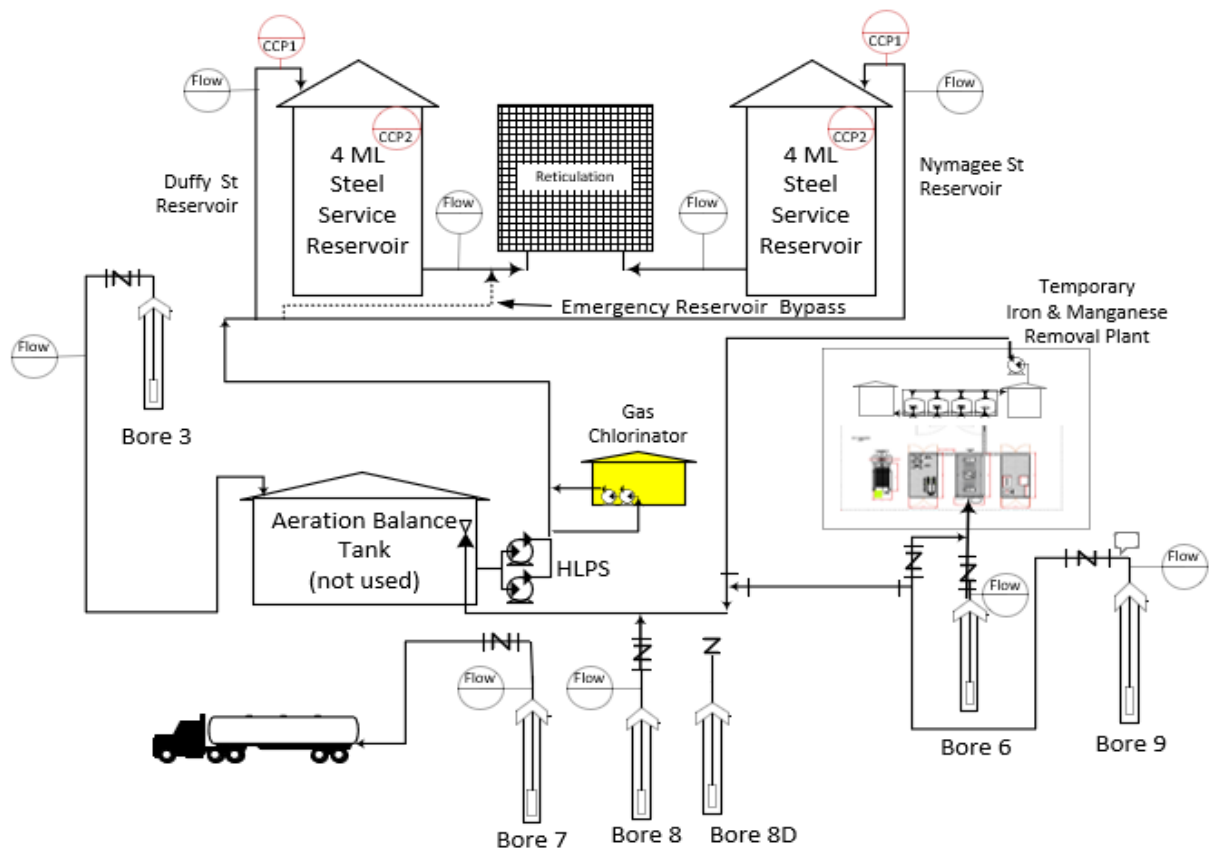 CCP1
CCP1
Flow
Flow
CCP2
CCP2
4 ML
Steel
Service
Reservoir
Reticulation
4 ML
Steel
Service
Reservoir
Duffy St
Reservoir
Nymagee St
Reservoir
Flow
Flow
Emergency Reservoir Bypass
Temporary
Iron & Manganese
Removal Plant
Flow
Bore 3
Gas
Chlorinator
Aeration Balance
Tank
(not used)
HLPS
Flow
Flow
Flow
Flow
Bore 6
Bore 9
Bore 7
Bore 8
Bore 8D